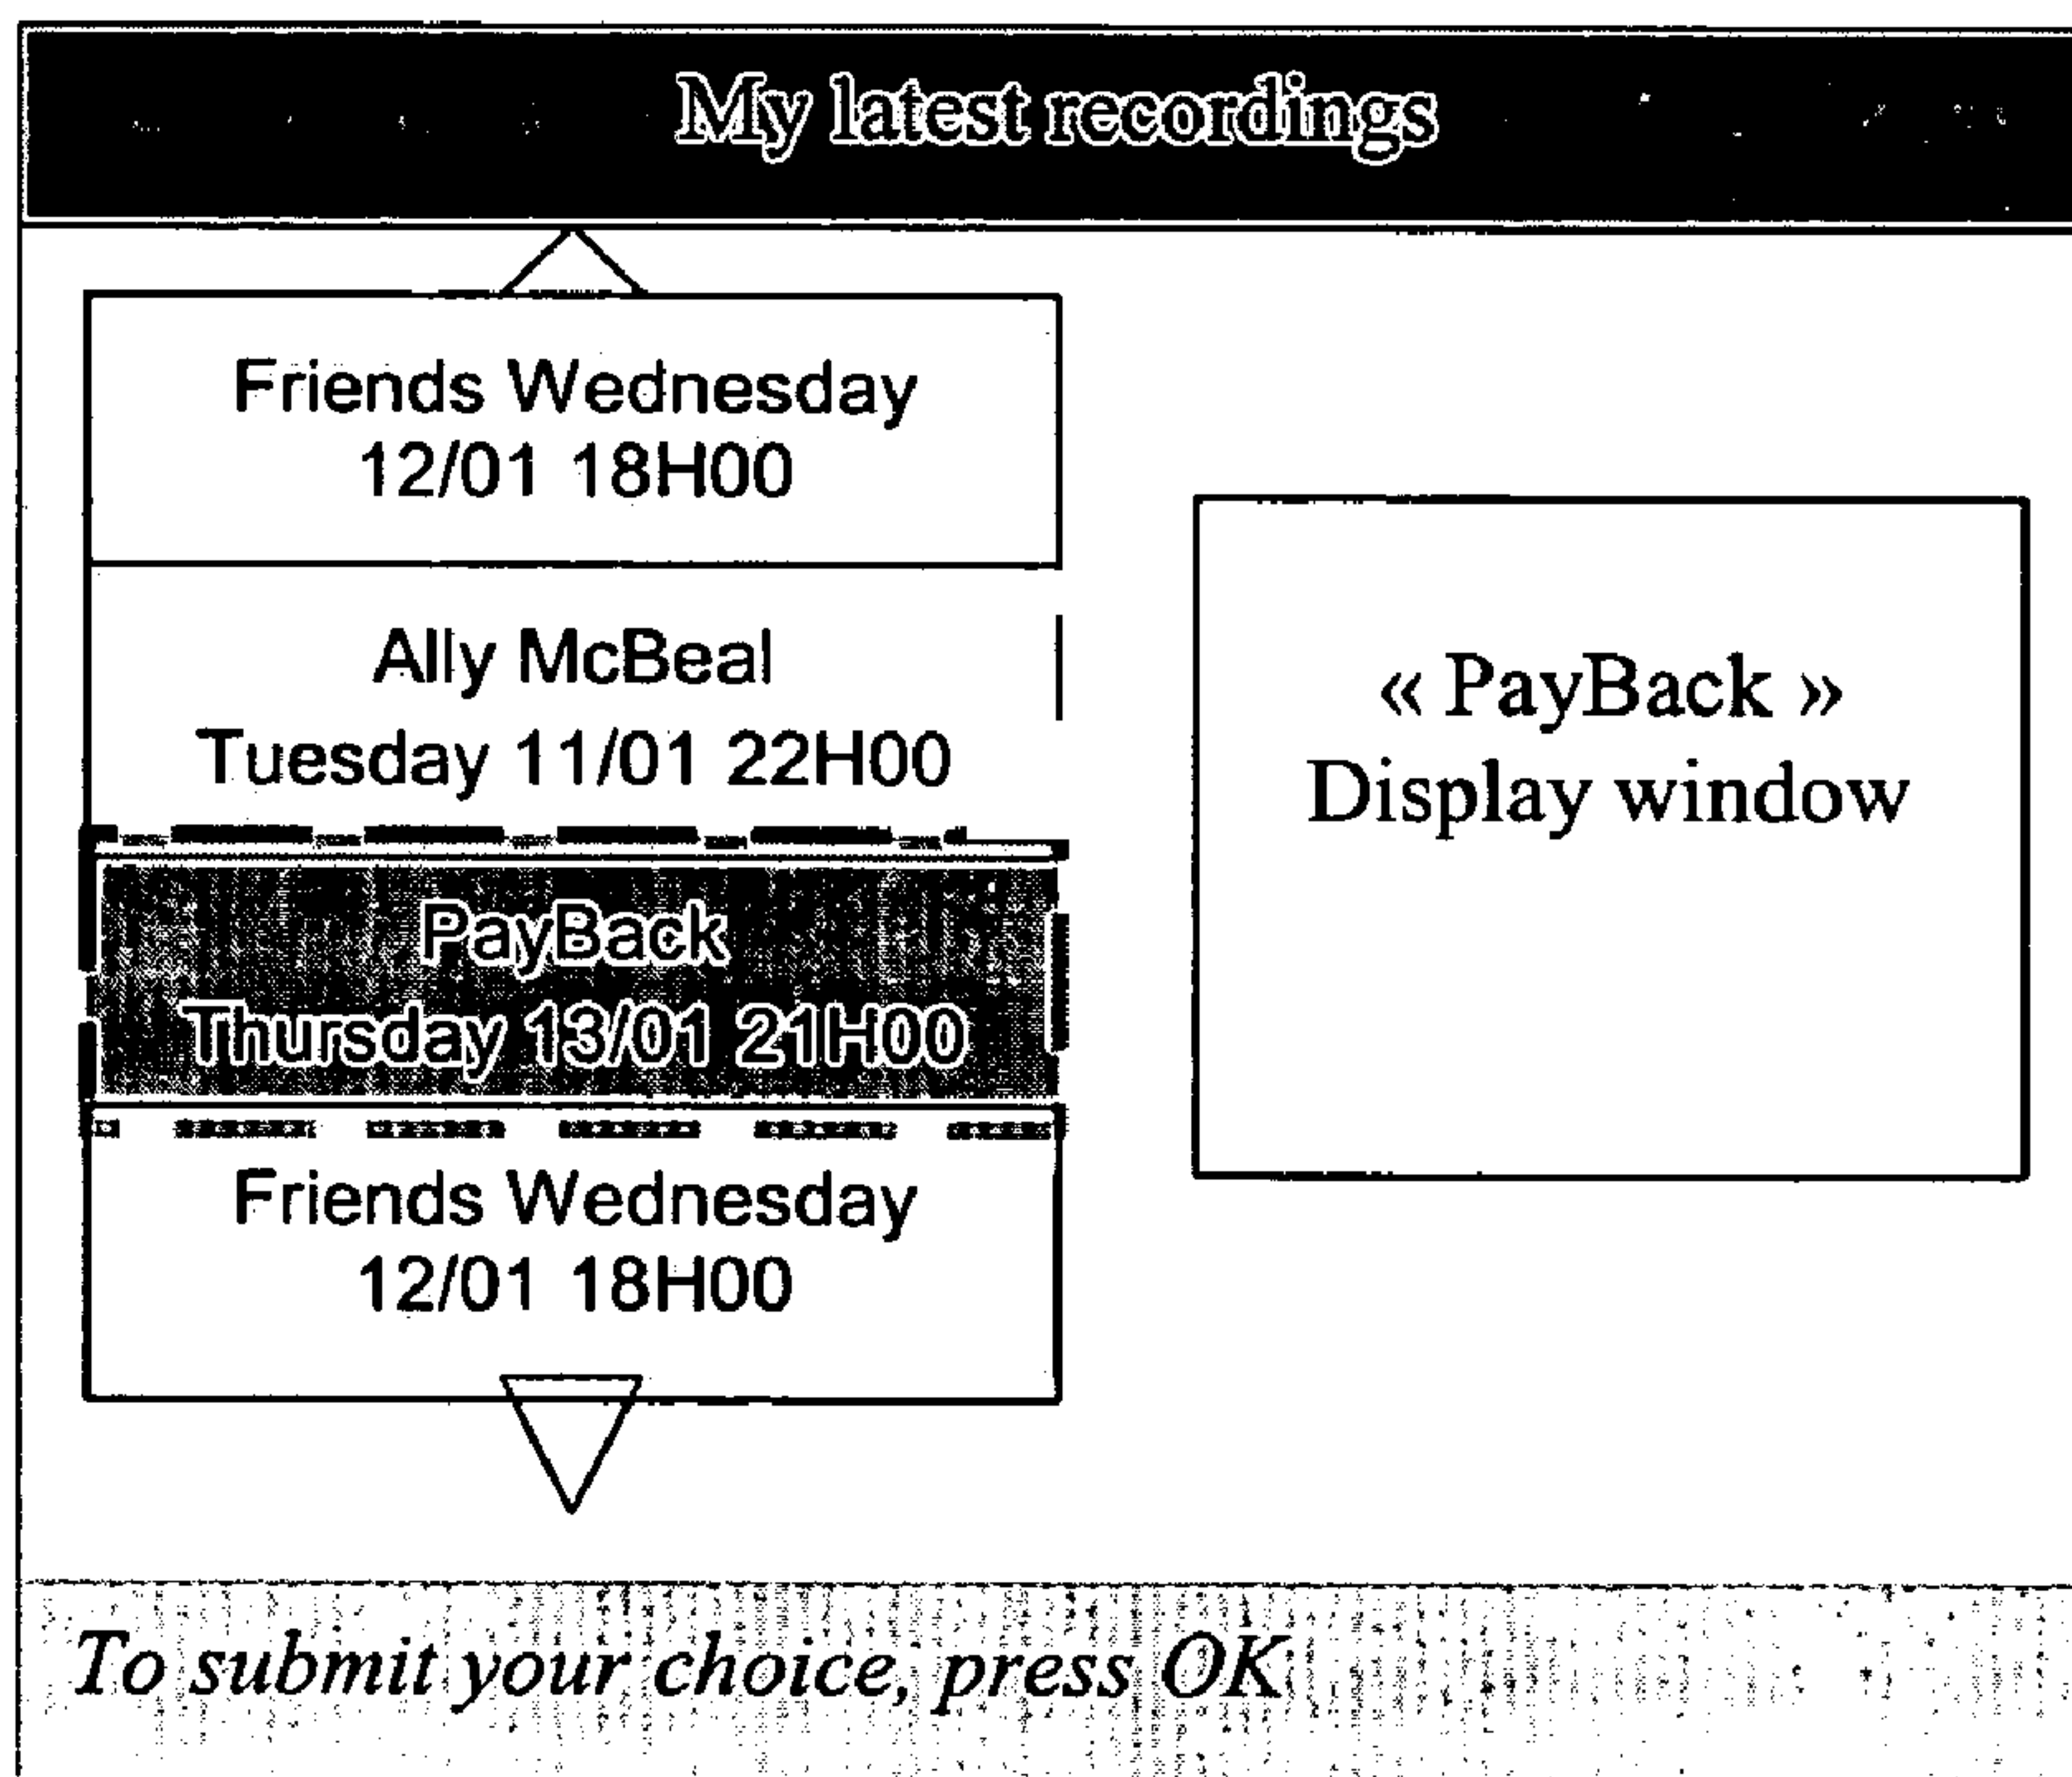 My latest recordings
Friends Wednesday
12/01 18H00
Ally McBeal
Tuesday 11/01 22H00
PayBack
Thursday 13/01 21H00
Friends Wednesday
12/01 18H00
« PayBack »
Display window
To submit your choice, press OK